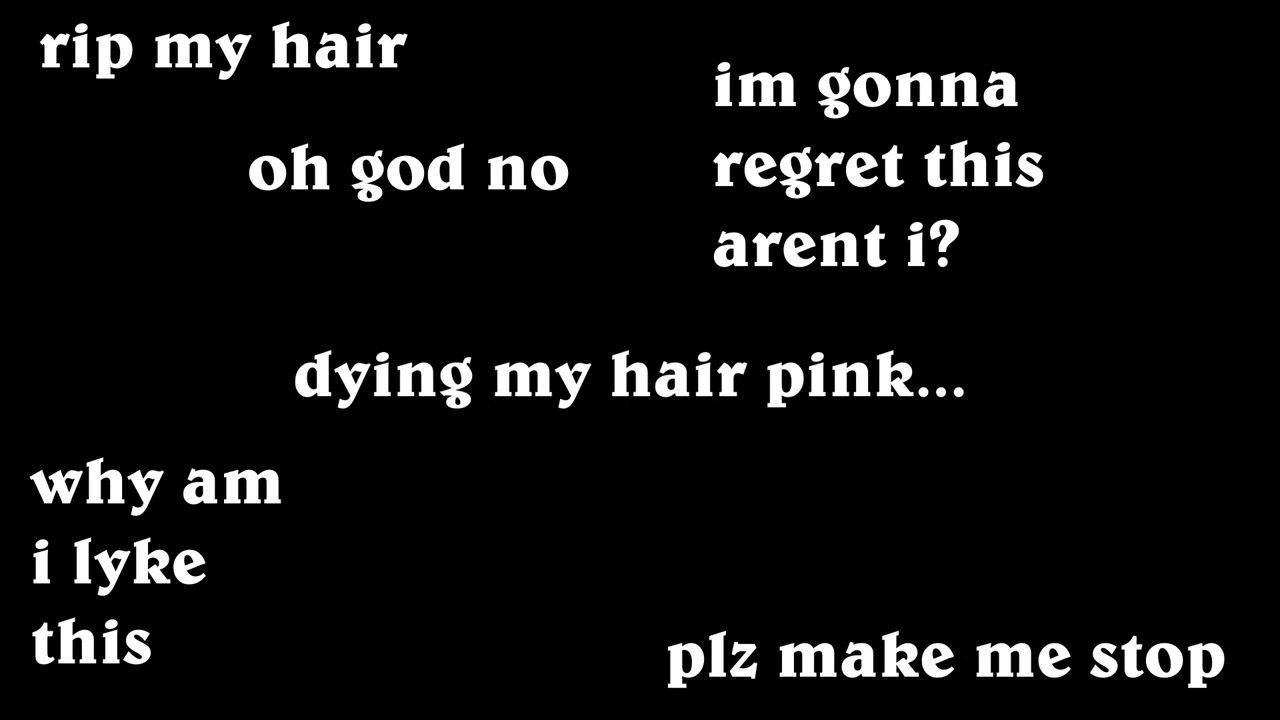 rip my hair
oh god no
im gonna
regret this
arent i?
dying my hair pink...
why am
i lyke
this
plz make me stop